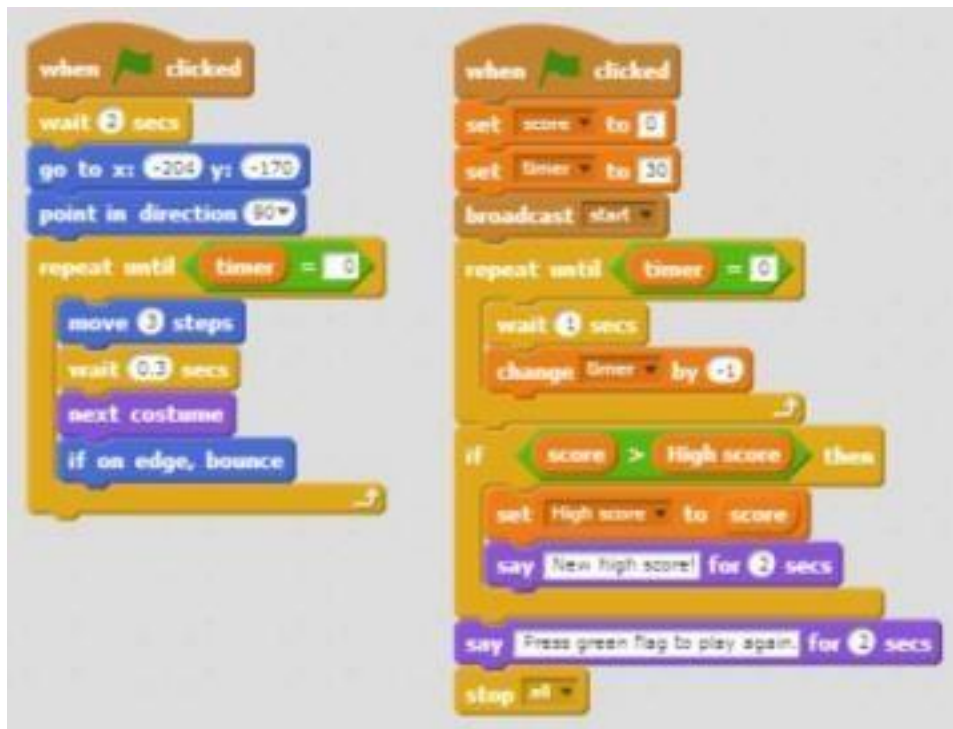 when clicked
wait 2 secs
go to x: -204 y: -170
point in direction 90
repeat until timer = 0
move 3 steps
wait 0.3 secs
next costume
if on edge, bounce
when clicked
set score to 0
set timer to 30
broadcast start
repeat until timer = 0
wait 1 secs
change timer by -1
if score > High score then
set High score to score
say New high score! for 2 secs
say Press green flag to play again. for 2 secs
stop all